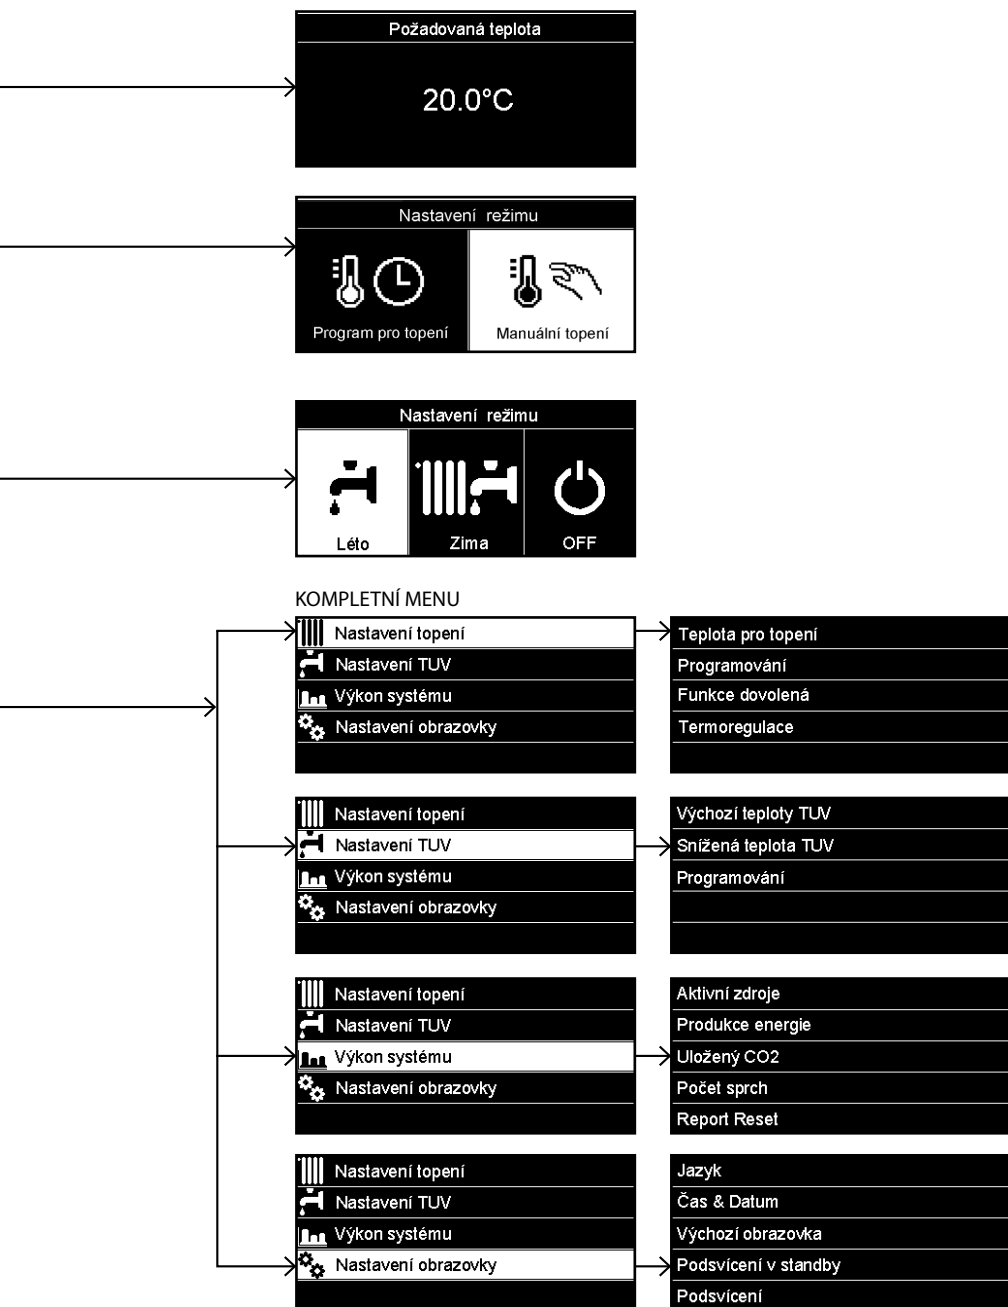 Požadovaná teplota
20.0°C
Nastavení režimu
Program pro topení
Manuální topení
Nastavení režimu
Léto
Zima
OFF
KOMPLETNÍ MENU
Nastavení topení
Nastavení TUV
Výkon systému
Nastavení obrazovky
Teplota pro topení
Programování
Funkce dovolená
Termoregulace
Nastavení topení
Nastavení TUV
Výkon systému
Nastavení obrazovky
Výchozí teploty TUV
Snížená teplota TUV
Programování
Nastavení topení
Nastavení TUV
Výkon systému
Nastavení obrazovky
Aktivní zdroje
Produkce energie
Uložený CO2
Počet sprch
Report Reset
Nastavení topení
Nastavení TUV
Výkon systému
Nastavení obrazovky
Jazyk
Čas & Datum
Výchozí obrazovka
Podsvícení v standby
Podsvícení